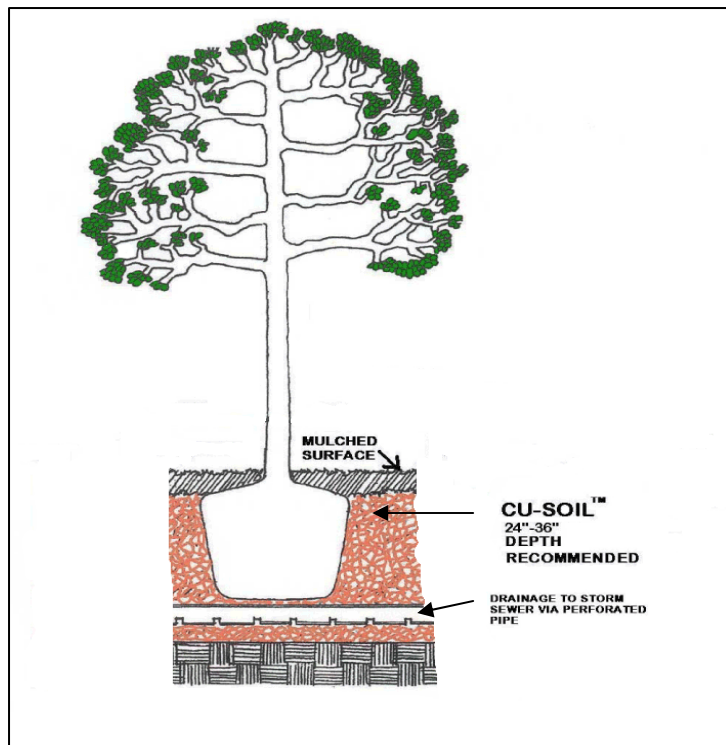 MULCHED
SURFACE
CU-SOIL™
24"-36"
DEPTH
RECOMMENDED
DRAINAGE TO STORM
SEWER VIA PERFORATED
PIPE